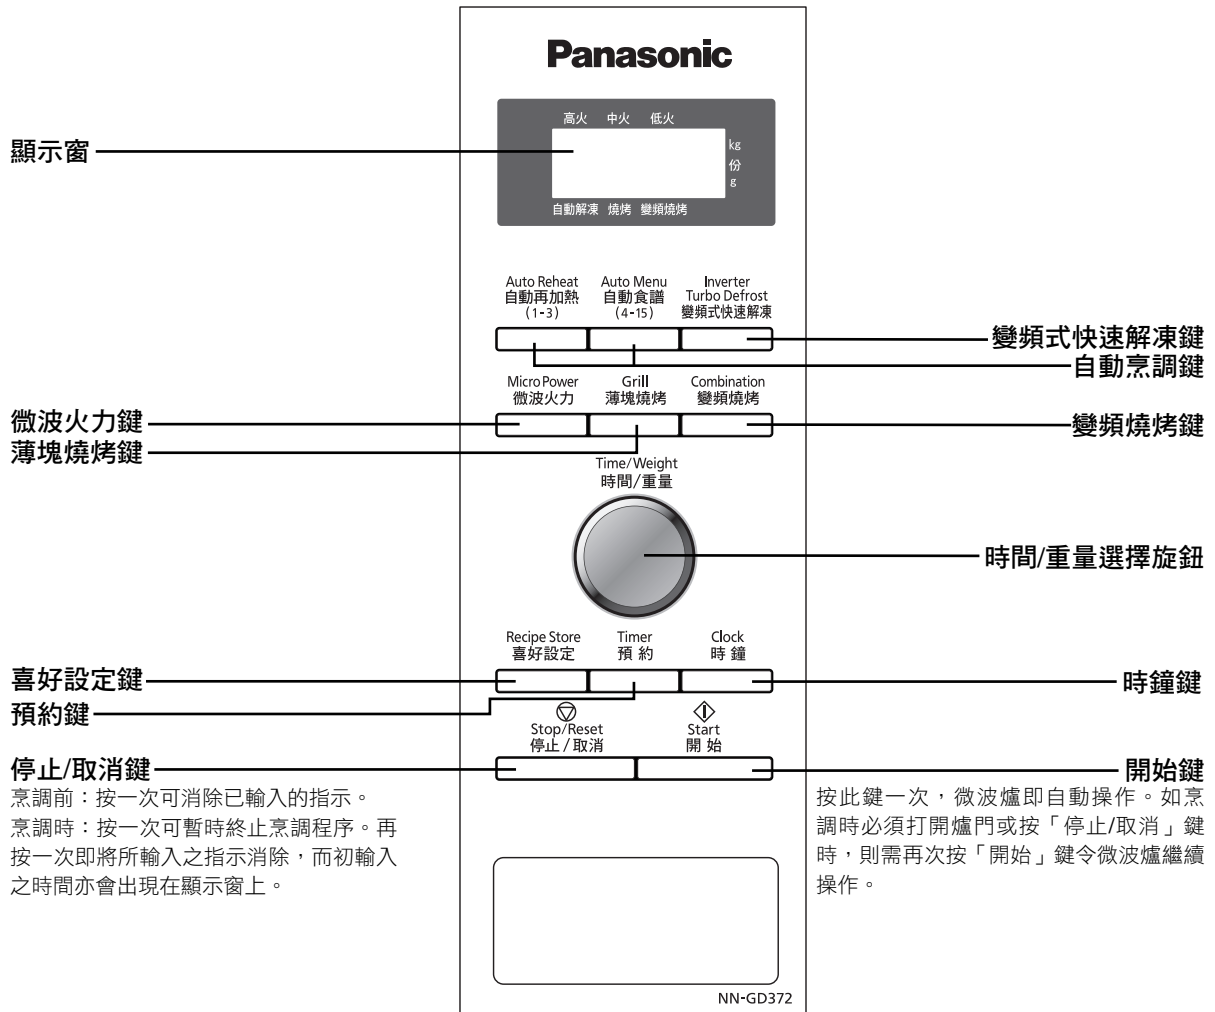 Panasonic
高火 中火 低火
顯示窗
kg
份
g
自動解凍 燒烤 變頻燒烤
Auto Reheat
自動再加熱
(1-3)
Auto Menu
自動食譜
(4-15)
Inverter
Turbo Defrost
變頻式快速解凍
變頻式快速解凍鍵
自動烹調鍵
Micro Power
微波火力
Grill
薄塊燒烤
Combination
變頻燒烤
微波火力鍵
薄塊燒烤鍵
變頻燒烤鍵
Time/Weight
時間/重量
時間/重量選擇旋鈕
Recipe Store
喜好設定
Timer
預 約
Clock
時 鐘
喜好設定鍵
預約鍵
時鐘鍵
Stop/Reset
停止/取消
Start
開 始
停止/取消鍵
烹調前：按一次可消除已輸入的指示。
烹調時：按一次可暫時終止烹調程序。再
按一次即將所輸入之指示消除，而初輸入
之時間亦會出現在顯示窗上。
開始鍵
按此鍵一次，微波爐即自動操作。如烹
調時必須打開爐門或按「停止/取消」鍵
時，則需再次按「開始」鍵令微波爐繼續
操作。
NN-GD372